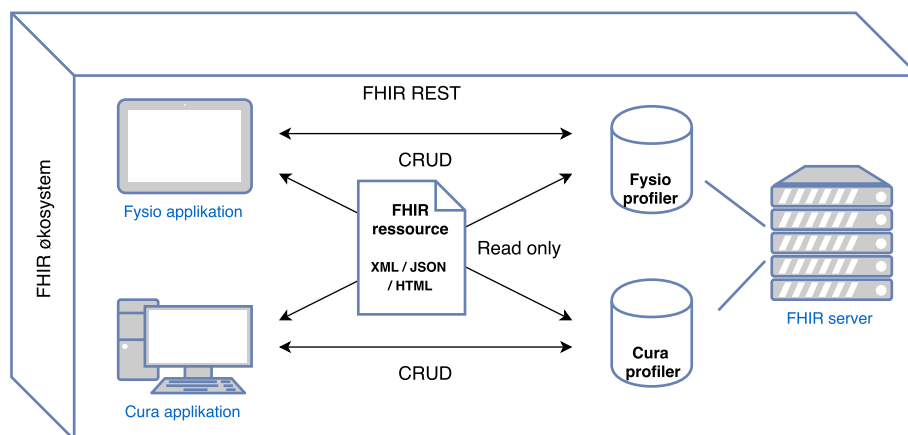 FHIR økosystem
FHIR REST
CRUD
Fysio applikation
FHIR
ressource
XML / JSON
/ HTML
Read only
Fysio
profiler
FHIR server
Cura
profiler
CRUD
Cura applikation